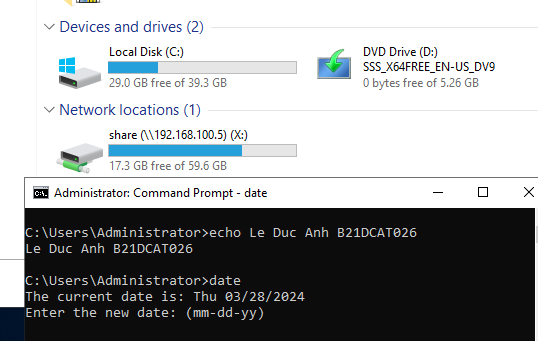 Devices and drives (2)
Local Disk (C:)
29.0 GB free of 39.3 GB
DVD Drive (D:)
SSS_X64FREE_EN-US_DV9
0 bytes free of 5.26 GB
Network locations (1)
share (\\192.168.100.5) (X:)
17.3 GB free of 59.6 GB
Administrator: Command Prompt - date
C:\Users\Administrator>echo Le Duc Anh B21DCAT026
Le Duc Anh B21DCAT026
C:\Users\Administrator>date
The current date is: Thu 03/28/2024
Enter the new date: (mm-dd-yy)